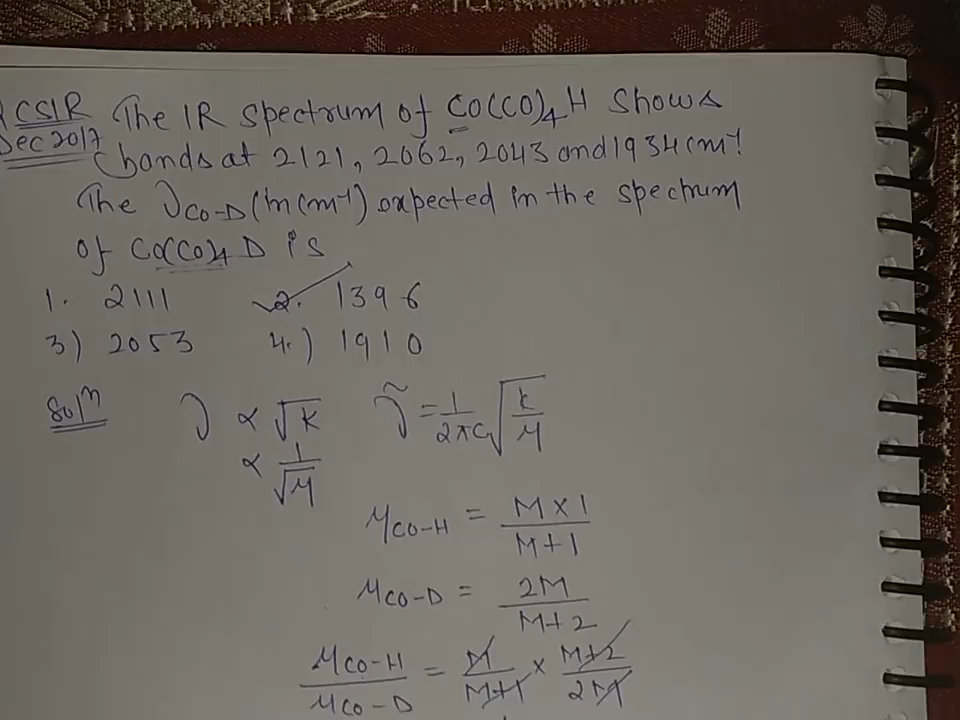 CSIR The IR spectrum of Co(CO)4H shows
Dec 2017 bands at 2121, 2062, 2043 and 1934 cm-1.
The νCo-D (in cm-1) expected in the spectrum
of Co(CO)4 D is
1. 2111 2. 1396
3) 2053 4.) 1910
Solⁿ ν ∝ √K ν̃ = 1/2πc √k/μ
∝ 1/√μ
μCO-H = M×1/M+1
μCO-D = 2M/M+2
μCO-H/μCO-D = M/M+1 × M+2/2M